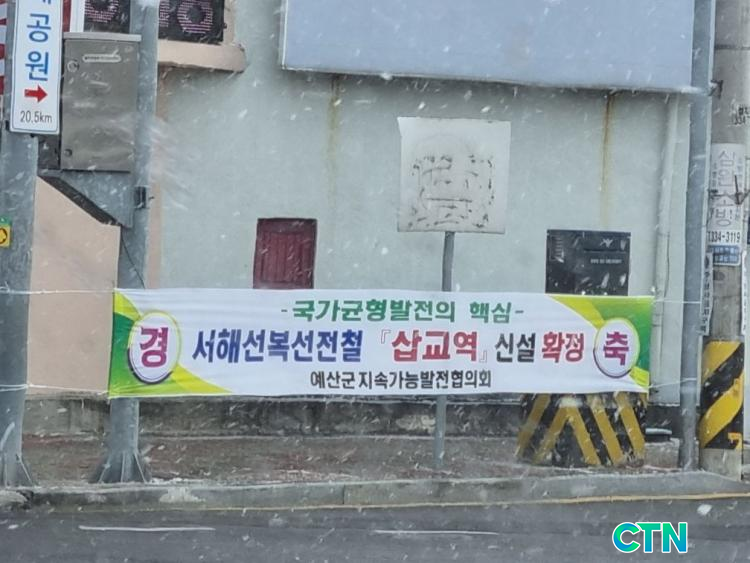 공원
20.5km
-국가균형발전의 핵심-
경 서해선복선전철 『삽교역』 신설 확정 축
예산군지속가능발전협의회
334-3119
CTN